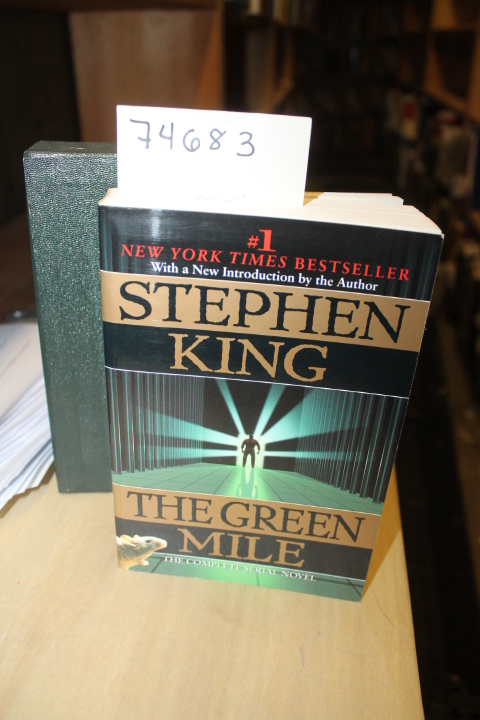 74683
#1
NEW YORK TIMES BESTSELLER
With a New Introduction by the Author
STEPHEN
KING
THE GREEN
MILE
THE COMPLETE SERIAL NOVEL